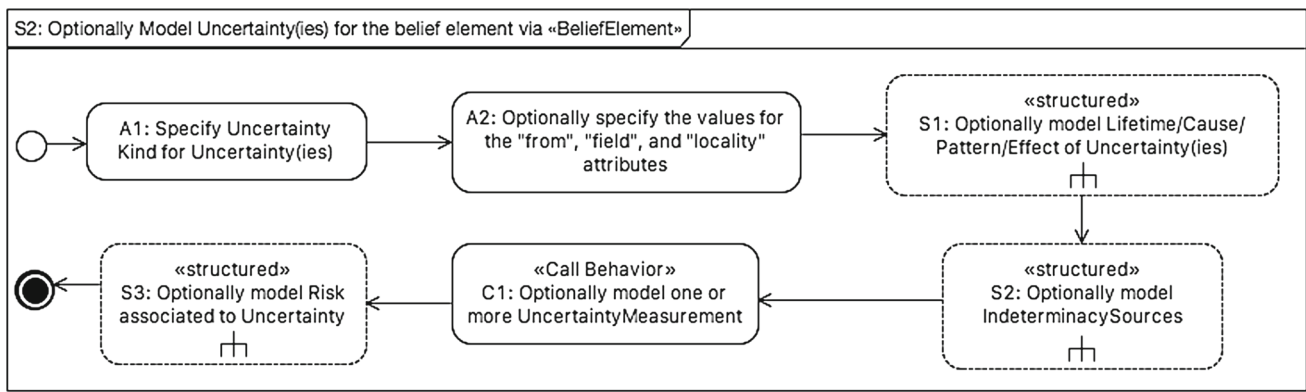 S2: Optionally Model Uncertainty(ies) for the belief element via «BeliefElement»
A1: Specify Uncertainty
Kind for Uncertainty(ies)
A2: Optionally specify the values for
the "from", "field", and "locality"
attributes
«structured»
S1: Optionally model Lifetime/Cause/
Pattern/Effect of Uncertainty(ies)
«structured»
S2: Optionally model
IndeterminacySources
«Call Behavior»
C1: Optionally model one or
more UncertaintyMeasurement
«structured»
S3: Optionally model Risk
associated to Uncertainty